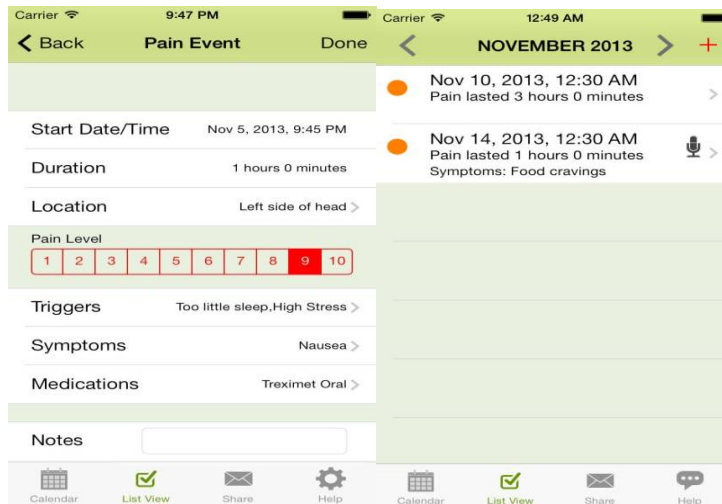 Carrier 9:47 PM
Back Pain Event Done
Start Date/Time Nov 5, 2013, 9:45 PM
Duration 1 hours 0 minutes
Location Left side of head
Pain Level
1 2 3 4 5 6 7 8 9 10
Triggers Too little sleep,High Stress
Symptoms Nausea
Medications Treximet Oral
Notes
Calendar List View Share Help
Carrier 12:49 AM
NOVEMBER 2013 +
Nov 10, 2013, 12:30 AM
Pain lasted 3 hours 0 minutes
Nov 14, 2013, 12:30 AM
Pain lasted 1 hours 0 minutes
Symptoms: Food cravings
Calendar List View Share Help